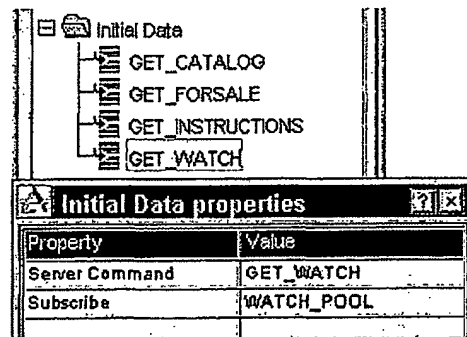 Initial Data
GET_CATALOG
GET_FORSALE
GET_INSTRUCTIONS
GET_WATCH
Initial Data properties
Property Value
Server Command GET_WATCH
Subscribe WATCH_POOL